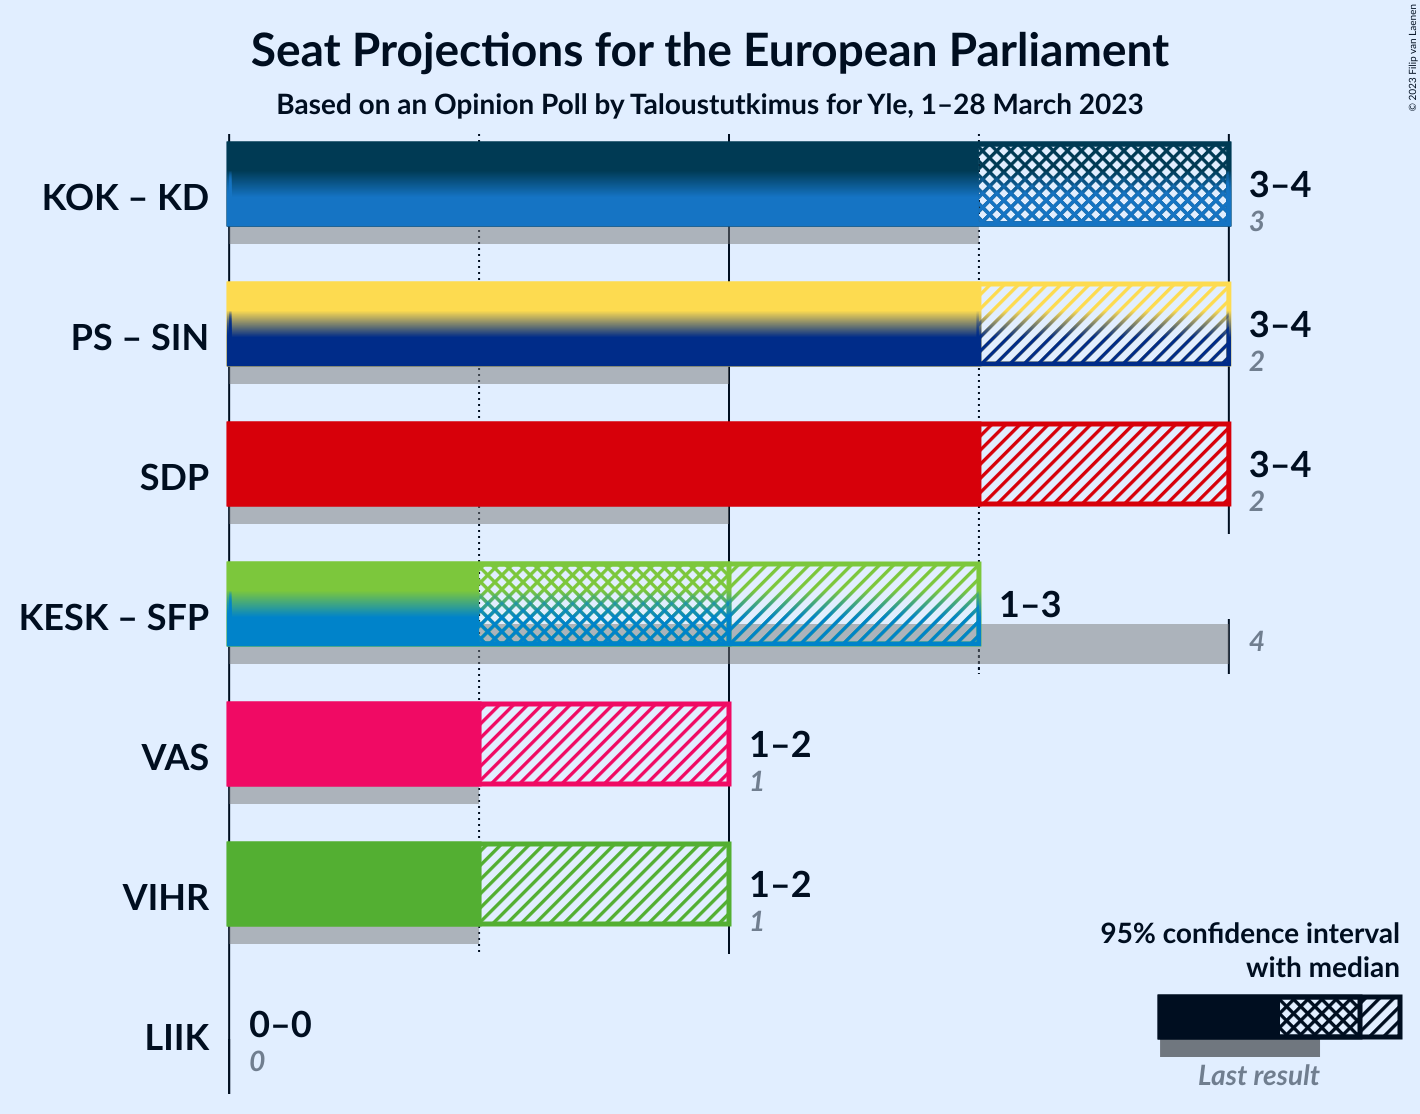 Seat Projections for the European Parliament
Based on an Opinion Poll by Taloustutkimus for Yle, 1–28 March 2023
© 2023 Filip van Laenen
KOK – KD
3–4
3
PS – SIN
3–4
2
SDP
3–4
2
KESK – SFP
1–3
4
VAS
1–2
1
VIHR
1–2
1
LIIK
0–0
0
95% confidence interval
with median
Last result